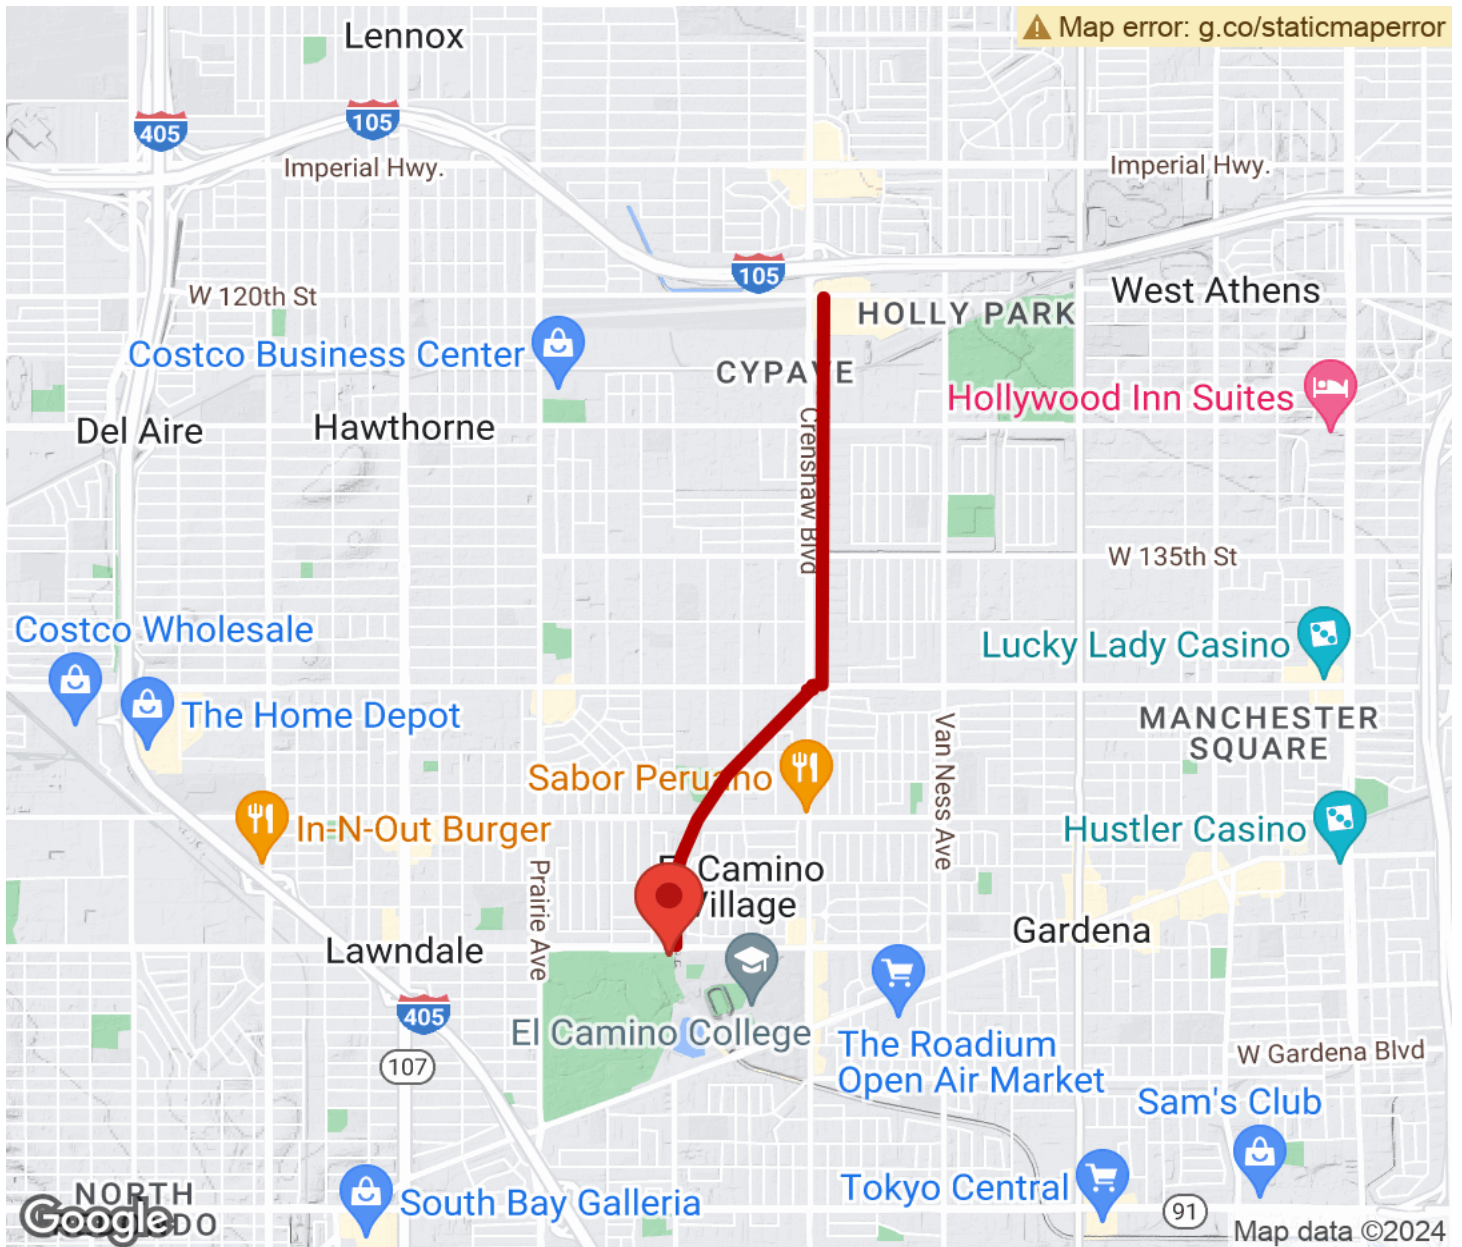 Lennox
Map error: g.co/staticmaperror
405
105
Imperial Hwy.
Imperial Hwy.
105
W 120th St
West Athens
HOLLY PARK
Costco Business Center
CYPAVE
Hollywood Inn Suites
Del Aire
Hawthorne
Crenshaw Blvd
W 135th St
Costco Wholesale
Lucky Lady Casino
The Home Depot
MANCHESTER
SQUARE
Van Ness Ave
Sabor Peruano
In-N-Out Burger
Hustler Casino
El Camino
Village
Prairie Ave
Gardena
Lawndale
405
El Camino College
The Roadium
Open Air Market
W Gardena Blvd
107
Sam's Club
Tokyo Central
NORTH
South Bay Galleria
91
Google
Map data ©2024